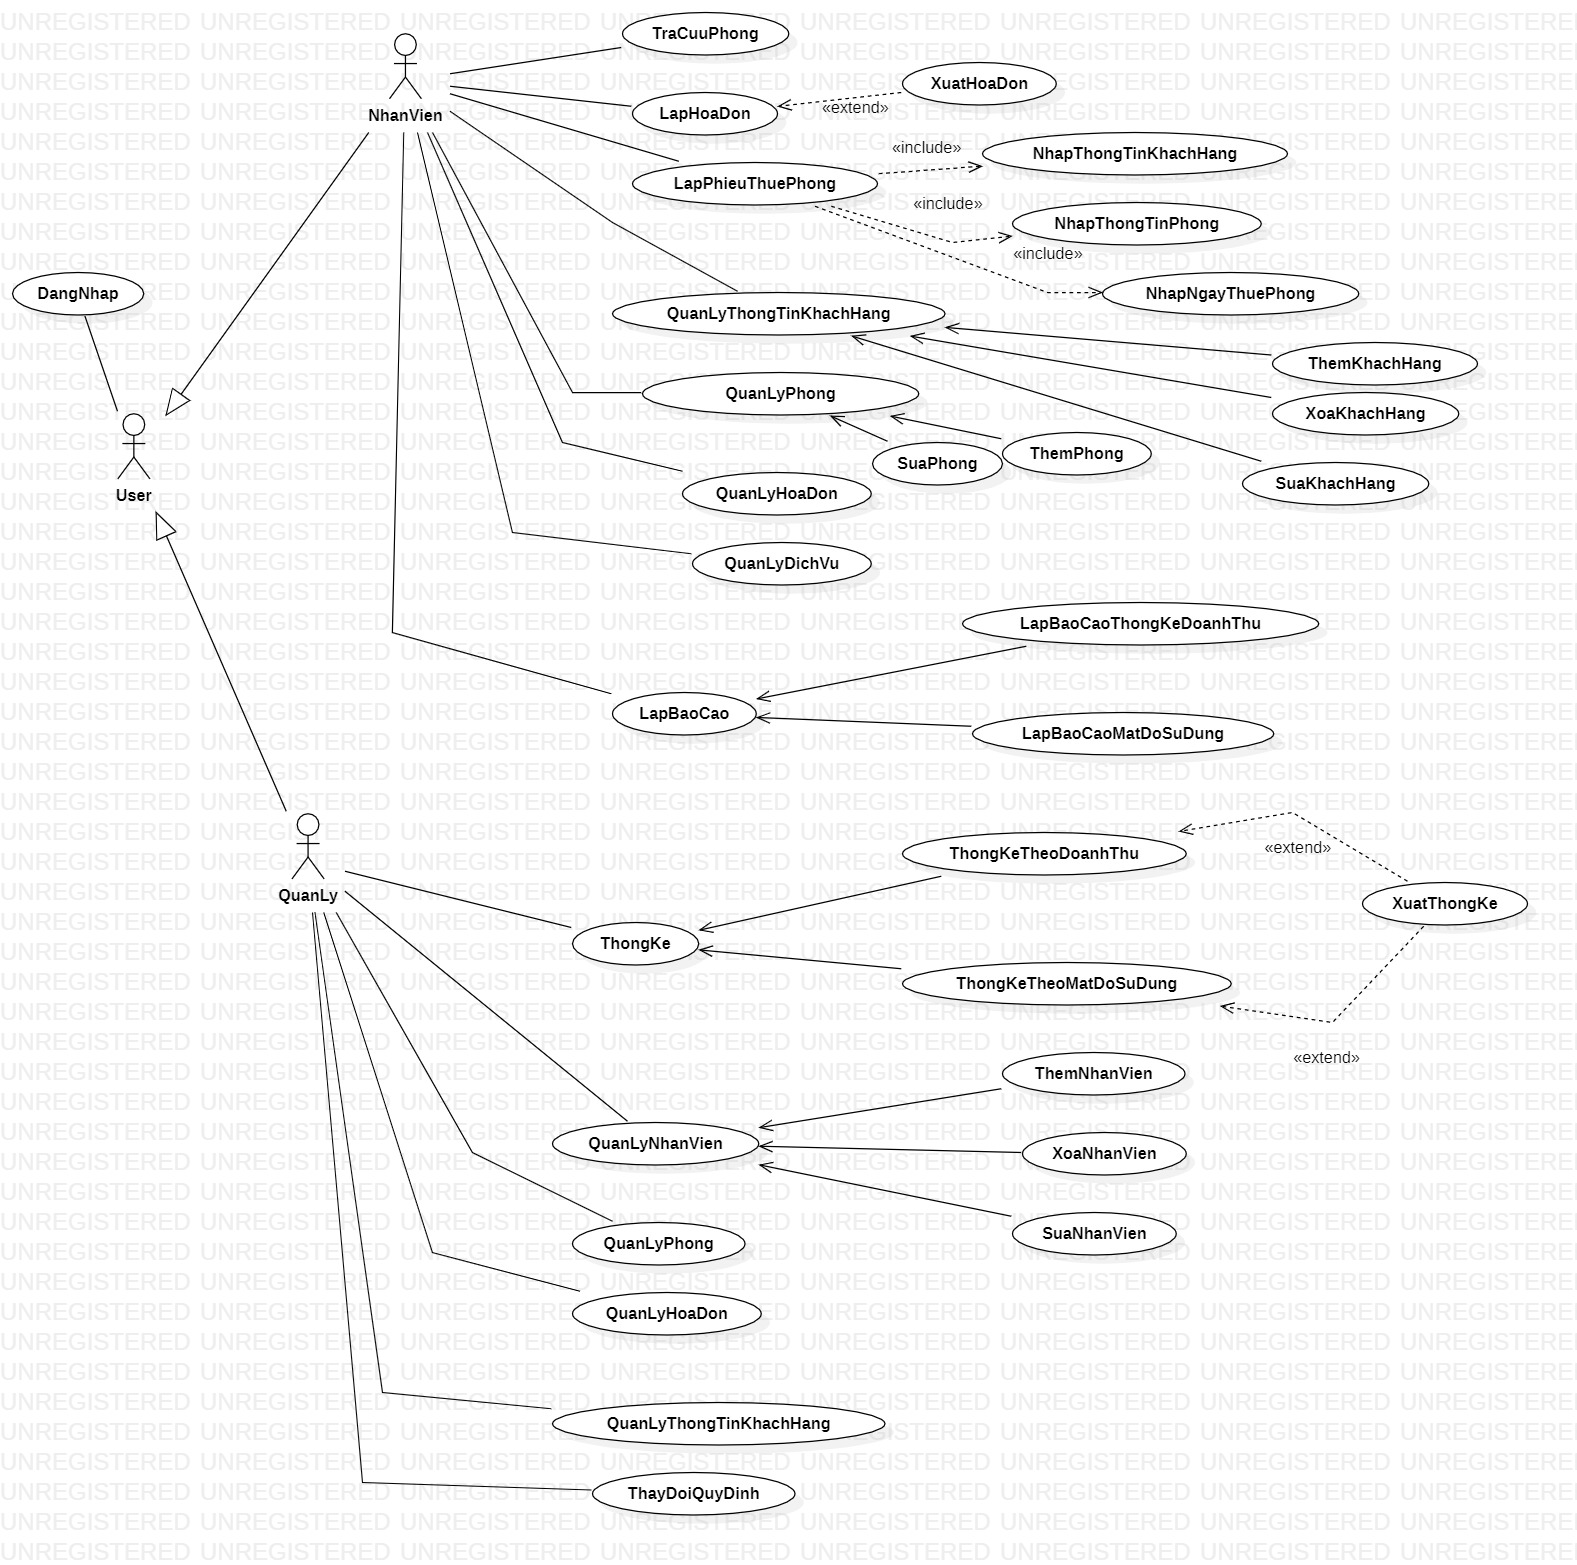 TraCuuPhong
XuatHoaDon
LapHoaDon
«extend»
NhanVien
«include»
NhapThongTinKhachHang
LapPhieuThuePhong
«include»
NhapThongTinPhong
«include»
DangNhap
NhapNgayThuePhong
QuanLyThongTinKhachHang
ThemKhachHang
QuanLyPhong
XoaKhachHang
SuaPhong
ThemPhong
SuaKhachHang
User
QuanLyHoaDon
QuanLyDichVu
LapBaoCaoThongKeDoanhThu
LapBaoCao
LapBaoCaoMatDoSuDung
ThongKeTheoDoanhThu
«extend»
QuanLy
XuatThongKe
ThongKe
ThongKeTheoMatDoSuDung
«extend»
ThemNhanVien
QuanLyNhanVien
XoaNhanVien
SuaNhanVien
QuanLyPhong
QuanLyHoaDon
QuanLyThongTinKhachHang
ThayDoiQuyDinh
UNREGISTERED